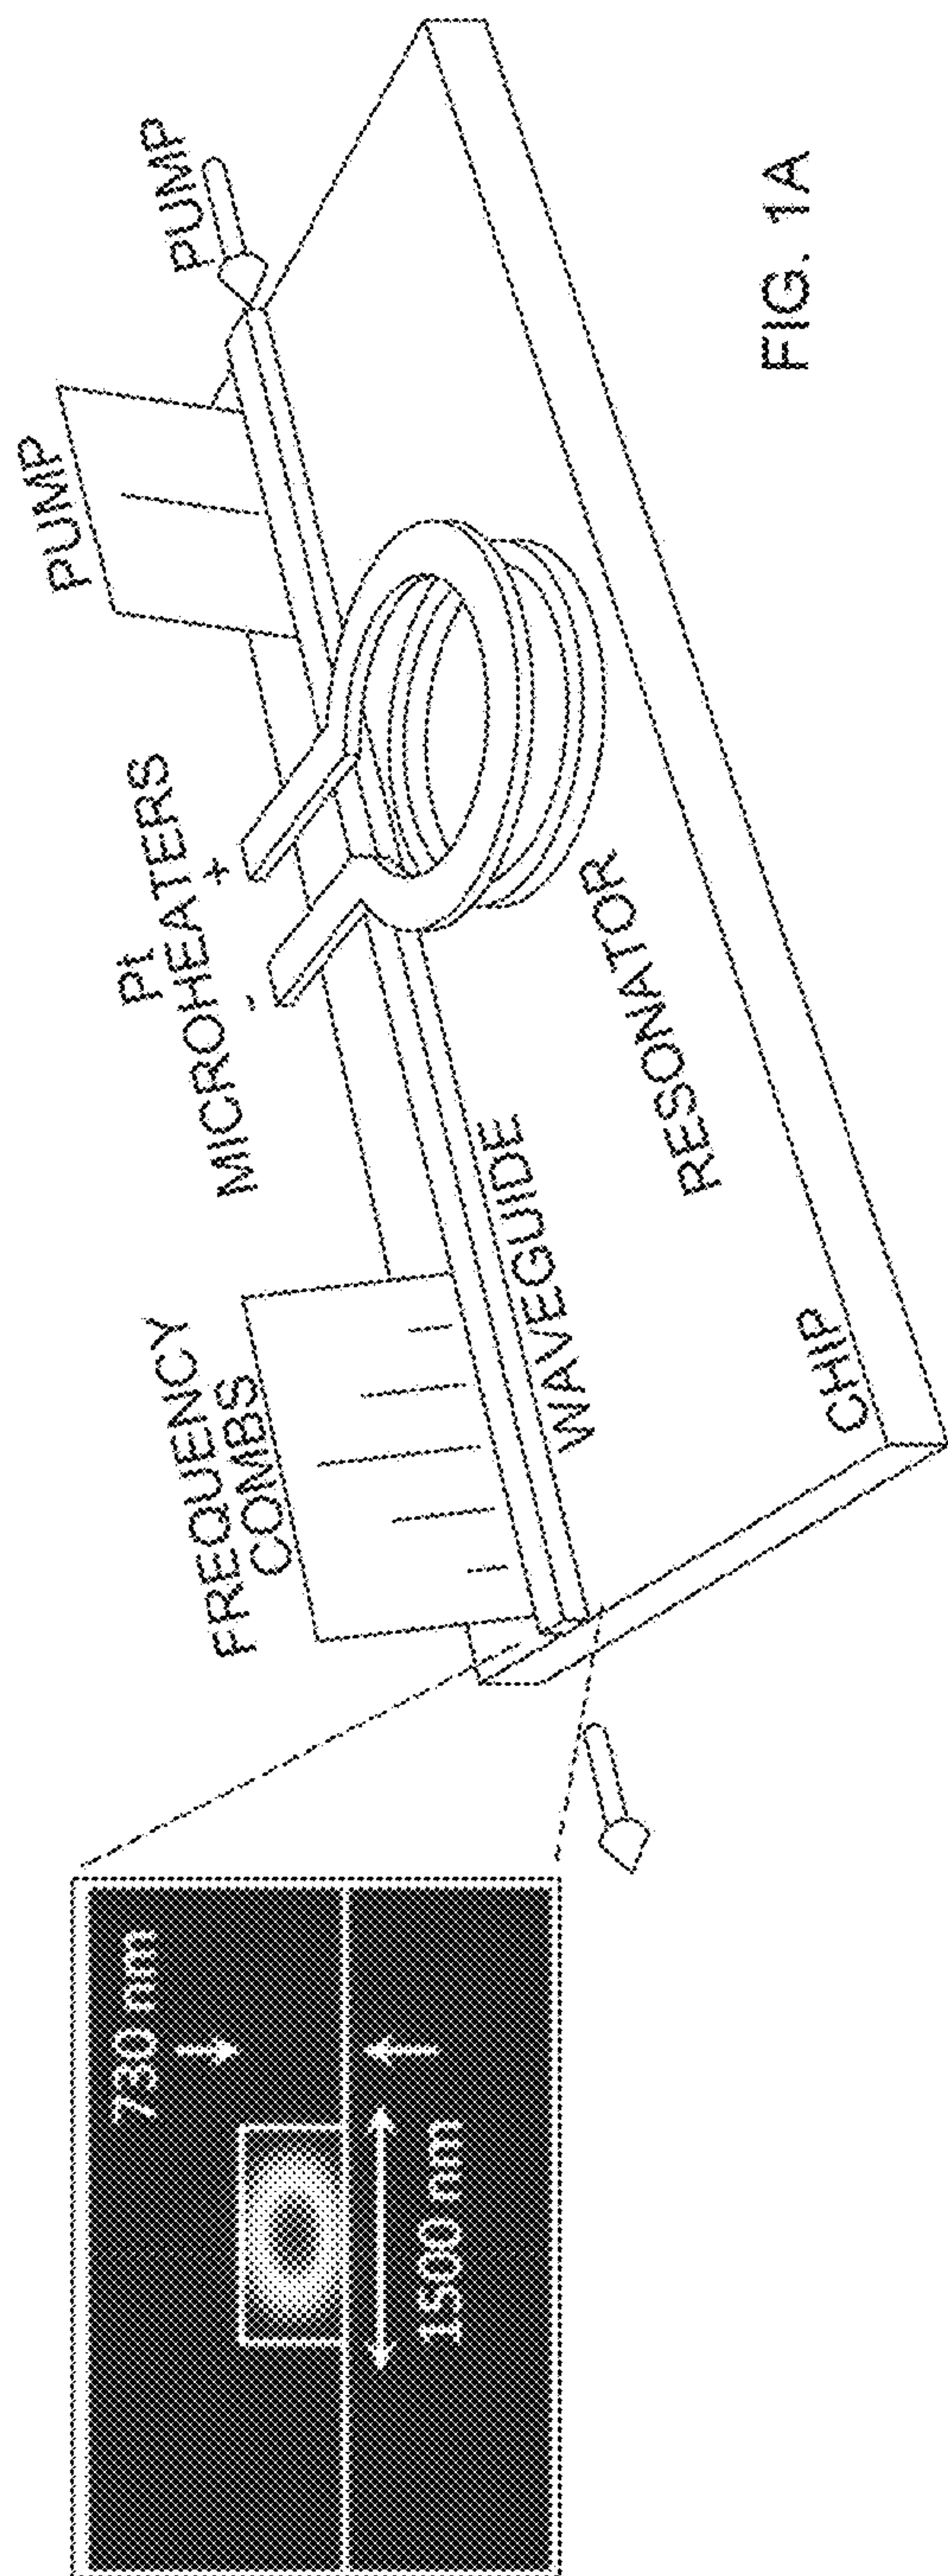 PUMP
PUMP
Pt
MICROHEATERS
- +
FREQUENCY
COMBS
WAVEGUIDE
RESONATOR
CHIP
730 nm
1500 nm
FIG. 1A